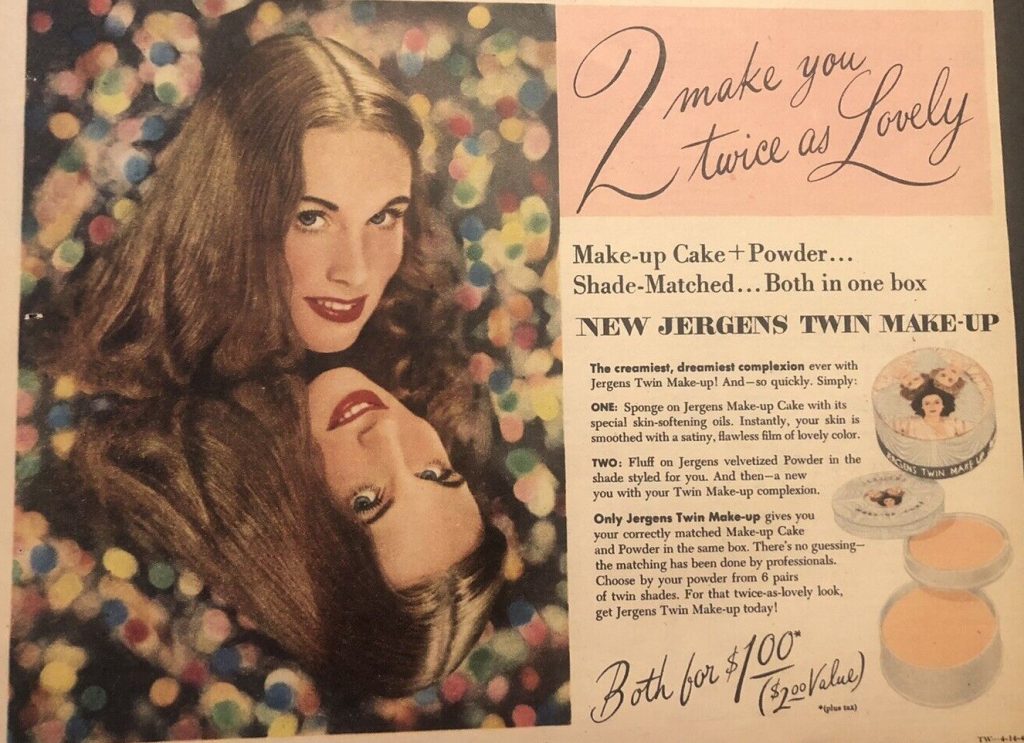 2 make you
twice as Lovely
Make-up Cake+Powder...
Shade-Matched...Both in one box
NEW JERGENS TWIN MAKE-UP
The creamiest, dreamiest complexion ever with
Jergens Twin Make-up! And—so quickly. Simply:
ONE: Sponge on Jergens Make-up Cake with its
special skin-softening oils. Instantly, your skin is
smoothed with a satiny, flawless film of lovely color.
TWO: Fluff on Jergens velvetized Powder in the
shade styled for you. And then—a new
you with your Twin Make-up complexion.
Only Jergens Twin Make-up gives you
your correctly matched Make-up Cake
and Powder in the same box. There's no guessing—
the matching has been done by professionals.
Choose by your powder from 6 pairs
of twin shades. For that twice-as-lovely look,
get Jergens Twin Make-up today!
JERGENS TWIN MAKE-UP
Both for $1.00*
($2.00 Value)
*(plus tax)